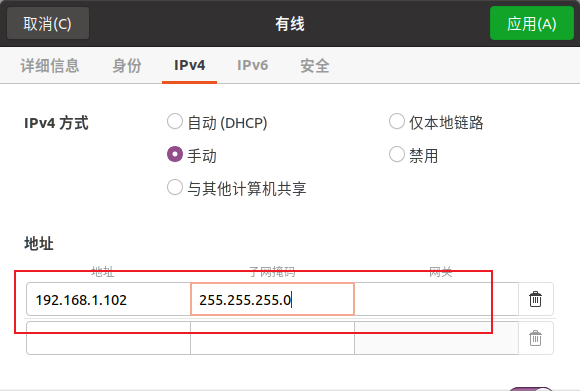 取消(C) 有线 应用(A)
详细信息 身份 IPv4 IPv6 安全
IPv4 方式 自动 (DHCP) 仅本地链路
手动 禁用
与其他计算机共享
地址
地址 子网掩码 网关
192.168.1.102 255.255.255.0